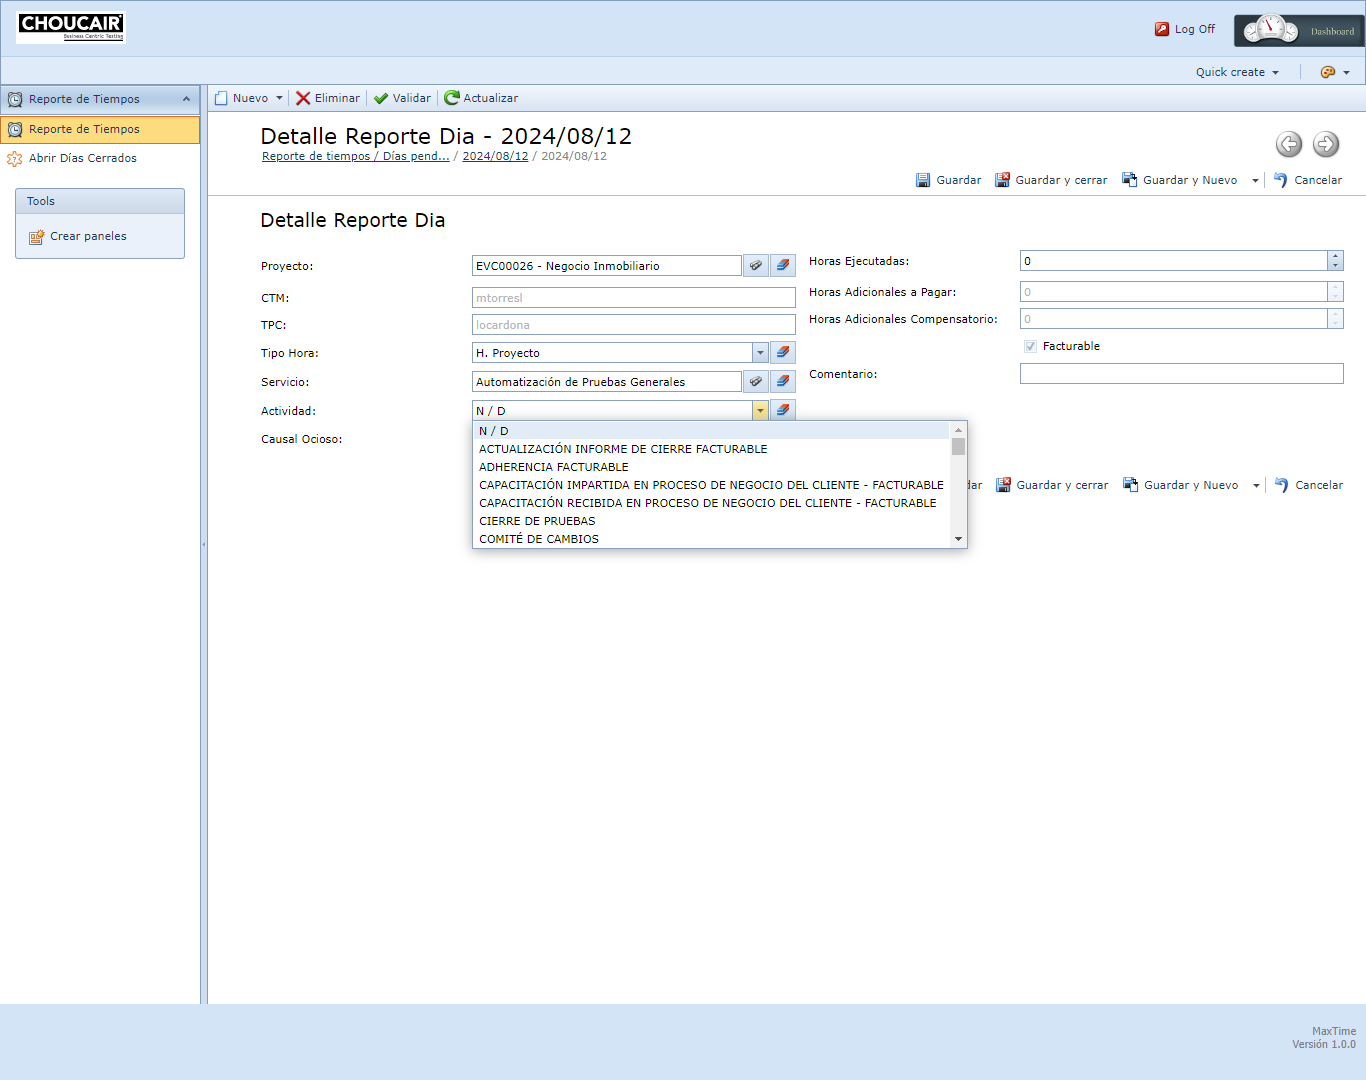 CHOUCAIR
Business Centric Testing
Log Off
Dashboard
Quick create
Reporte de Tiempos
Reporte de Tiempos
Abrir Días Cerrados
Tools
Crear paneles
Nuevo
Eliminar
Validar
Actualizar
Detalle Reporte Dia - 2024/08/12
Reporte de tiempos / Días pend... / 2024/08/12 / 2024/08/12
Guardar
Guardar y cerrar
Guardar y Nuevo
Cancelar
Detalle Reporte Dia
Proyecto: EVC00026 - Negocio Inmobiliario
CTM: mtorresl
TPC: locardona
Tipo Hora: H. Proyecto
Servicio: Automatización de Pruebas Generales
Actividad: N / D
Causal Ocioso:
N / D
ACTUALIZACIÓN INFORME DE CIERRE FACTURABLE
ADHERENCIA FACTURABLE
CAPACITACIÓN IMPARTIDA EN PROCESO DE NEGOCIO DEL CLIENTE - FACTURABLE
CAPACITACIÓN RECIBIDA EN PROCESO DE NEGOCIO DEL CLIENTE - FACTURABLE
CIERRE DE PRUEBAS
COMITÉ DE CAMBIOS
Horas Ejecutadas: 0
Horas Adicionales a Pagar: 0
Horas Adicionales Compensatorio: 0
Facturable
Comentario:
dar
Guardar y cerrar
Guardar y Nuevo
Cancelar
MaxTime
Versión 1.0.0